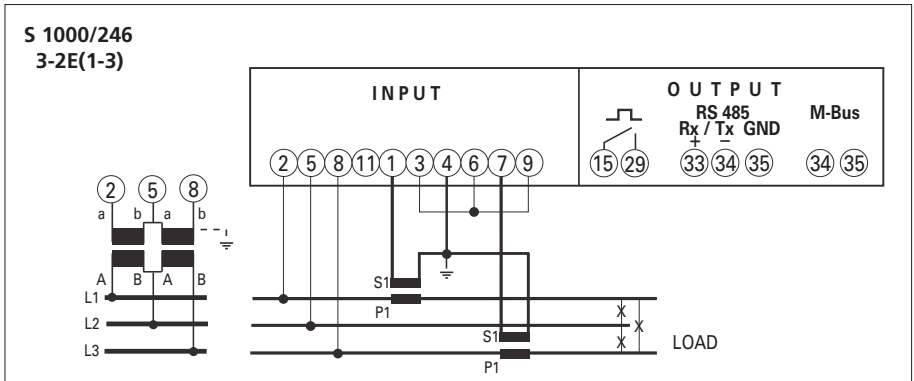 S 1000/246
3-2E(1-3)
INPUT
OUTPUT
RS 485
Rx / Tx GND
+ −
M-Bus
2 5 8 11 1 3 4 6 7 9
15 29 33 34 35 34 35
2 5 8
a b a b
A B A B
L1
L2
L3
S1
P1
S1
P1
X
X
X
LOAD